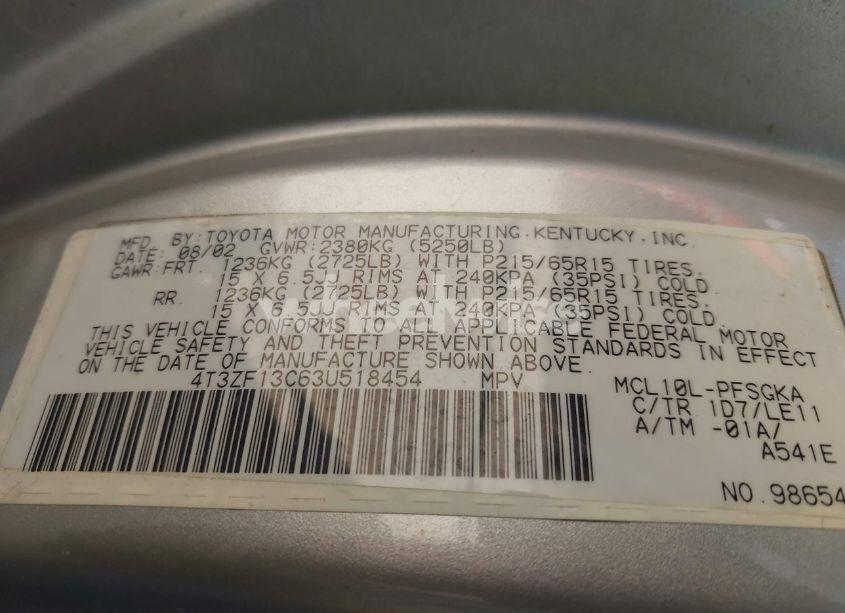 MFD. BY:TOYOTA MOTOR MANUFACTURING.KENTUCKY.INC.
DATE: 08/02 GVWR:2380KG (5250LB)
GAWR:FRT. 1236KG (2725LB) WITH P215/65R15 TIRES.
15 X 6.5JJ RIMS AT 240KPA (35PSI) COLD.
RR. 1236KG (2725LB) WITH P215/65R15 TIRES.
15 X 6.5JJ RIMS AT 240KPA (35PSI) COLD.
THIS VEHICLE CONFORMS TO ALL APPLICABLE FEDERAL MOTOR
VEHICLE SAFETY AND THEFT PREVENTION STANDARDS IN EFFECT
ON THE DATE OF MANUFACTURE SHOWN ABOVE.
4T3ZF13C63U518454 MPV
MCL10L-PFSGKA
C/TR 1D7/LE11
A/TM -01A/
A541E
NO.98654